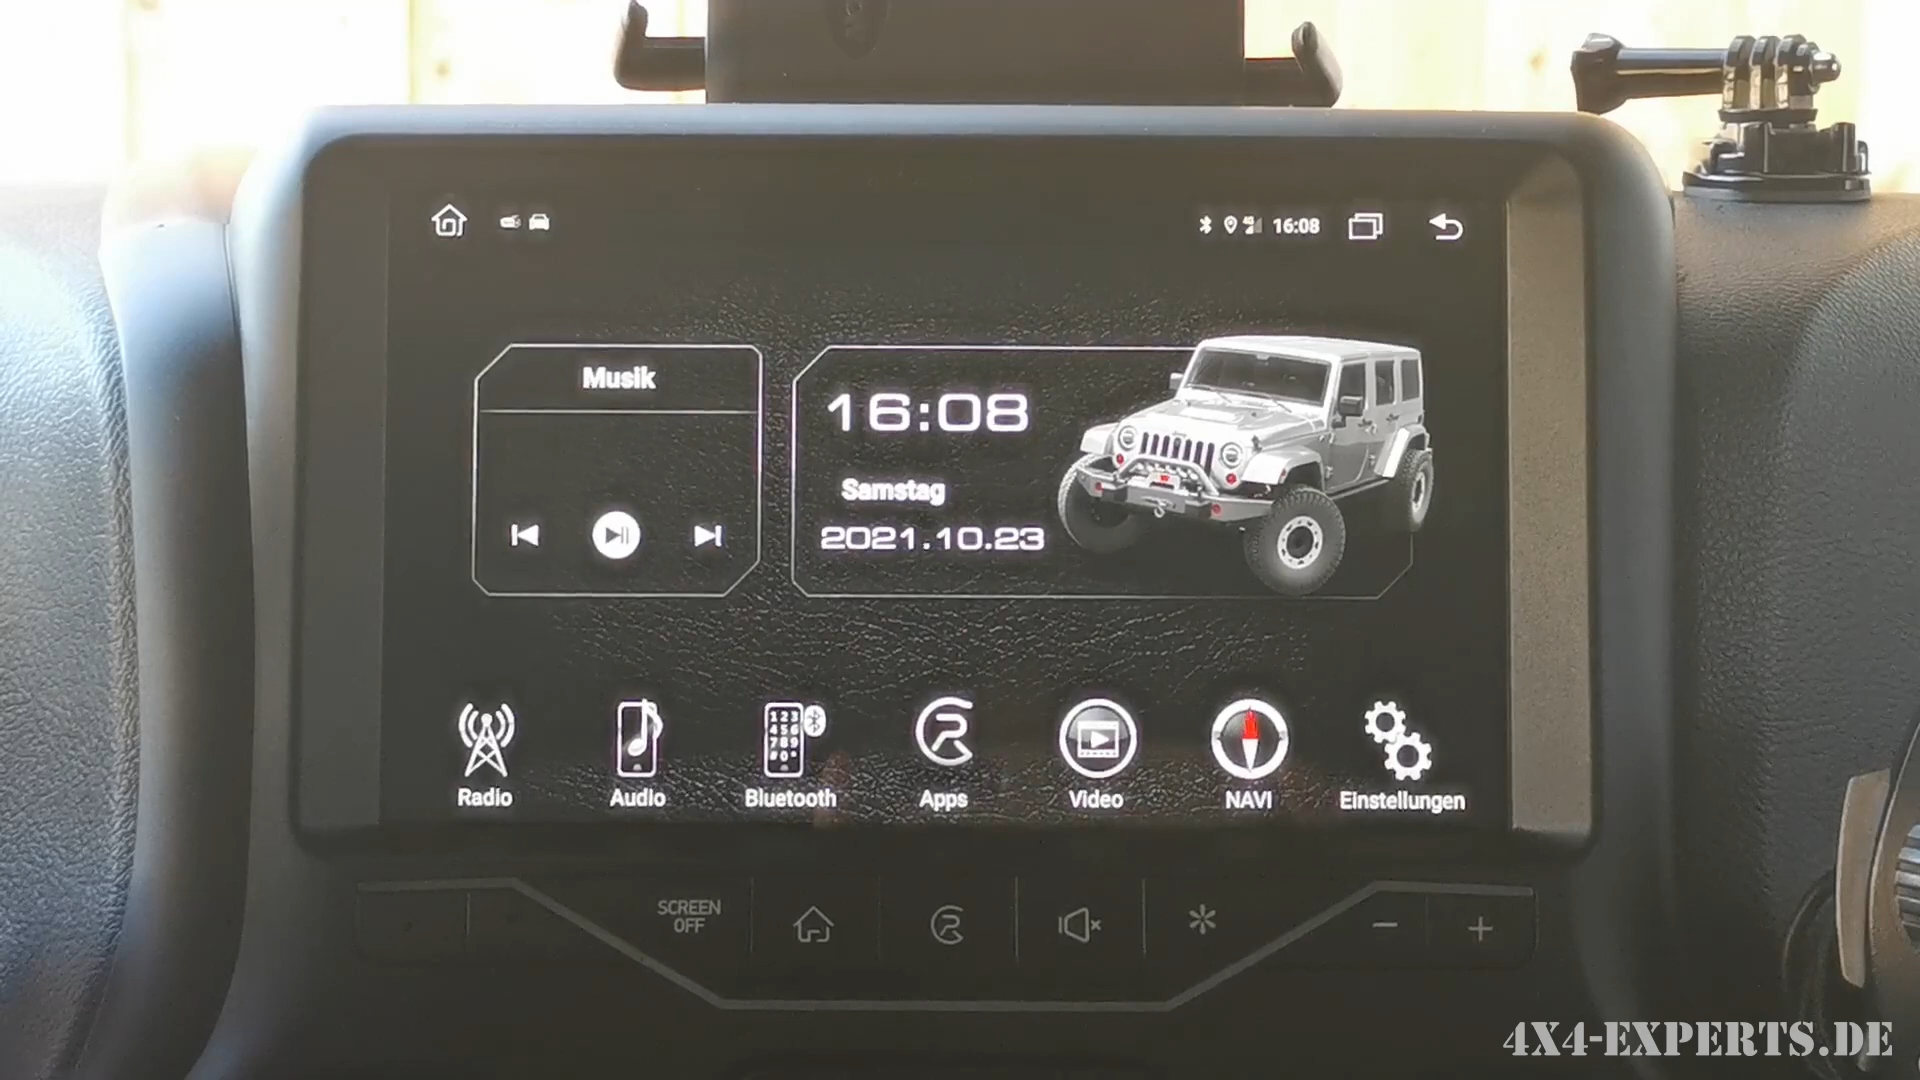 16:08
Musik
16:08
Samstag
2021.10.23
Radio
Audio
Bluetooth
Apps
Video
NAVI
Einstellungen
SCREEN
OFF
4X4-EXPERTS.DE